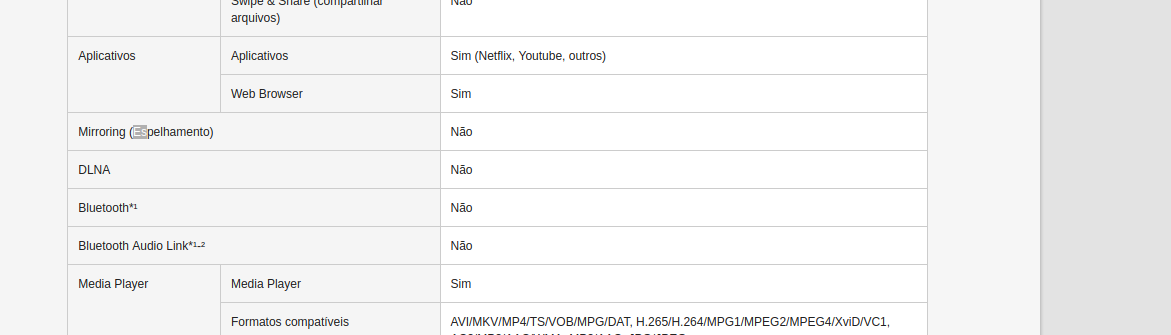 Swipe & Share (compartilhar Não
arquivos)
Aplicativos Aplicativos Sim (Netflix, Youtube, outros)
Web Browser Sim
Mirroring (Espelhamento) Não
DLNA Não
Bluetooth*¹ Não
Bluetooth Audio Link*¹-² Não
Media Player Media Player Sim
Formatos compatíveis AVI/MKV/MP4/TS/VOB/MPG/DAT, H.265/H.264/MPG1/MPEG2/MPEG4/XviD/VC1,